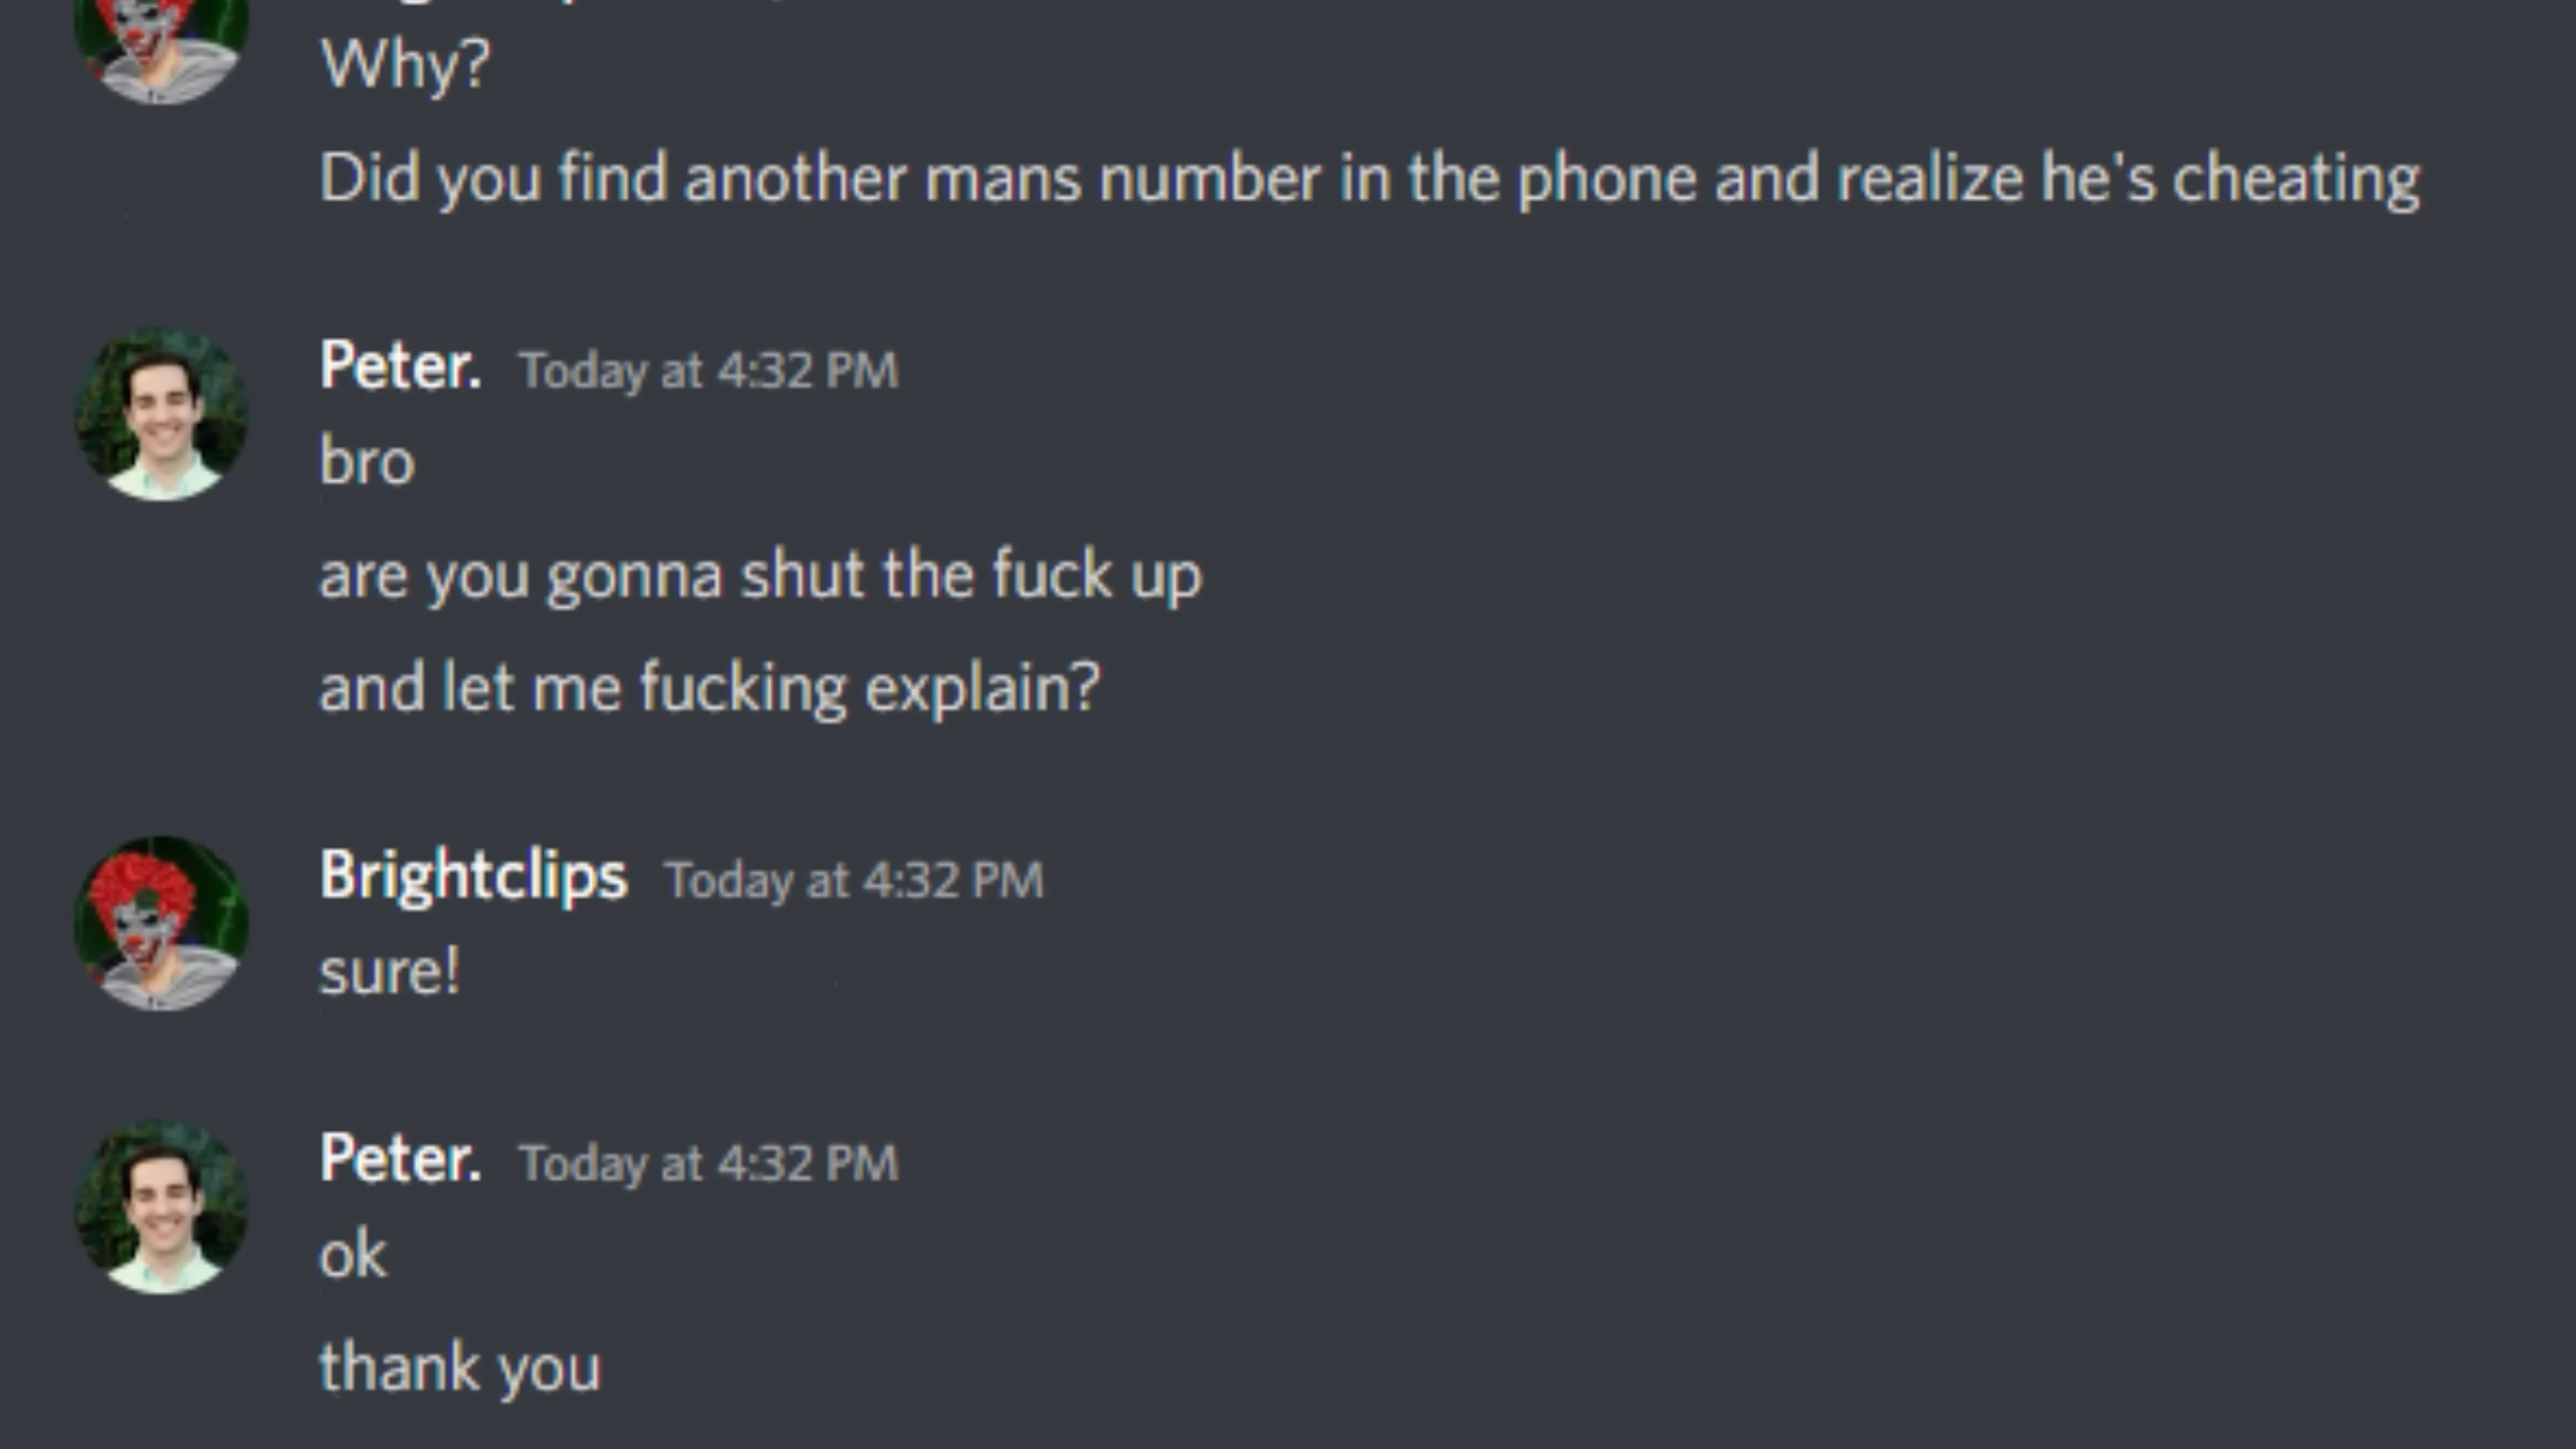 Why?
Did you find another mans number in the phone and realize he's cheating
Peter. Today at 4:32 PM
bro
are you gonna shut the fuck up
and let me fucking explain?
Brightclips Today at 4:32 PM
sure!
Peter. Today at 4:32 PM
ok
thank you